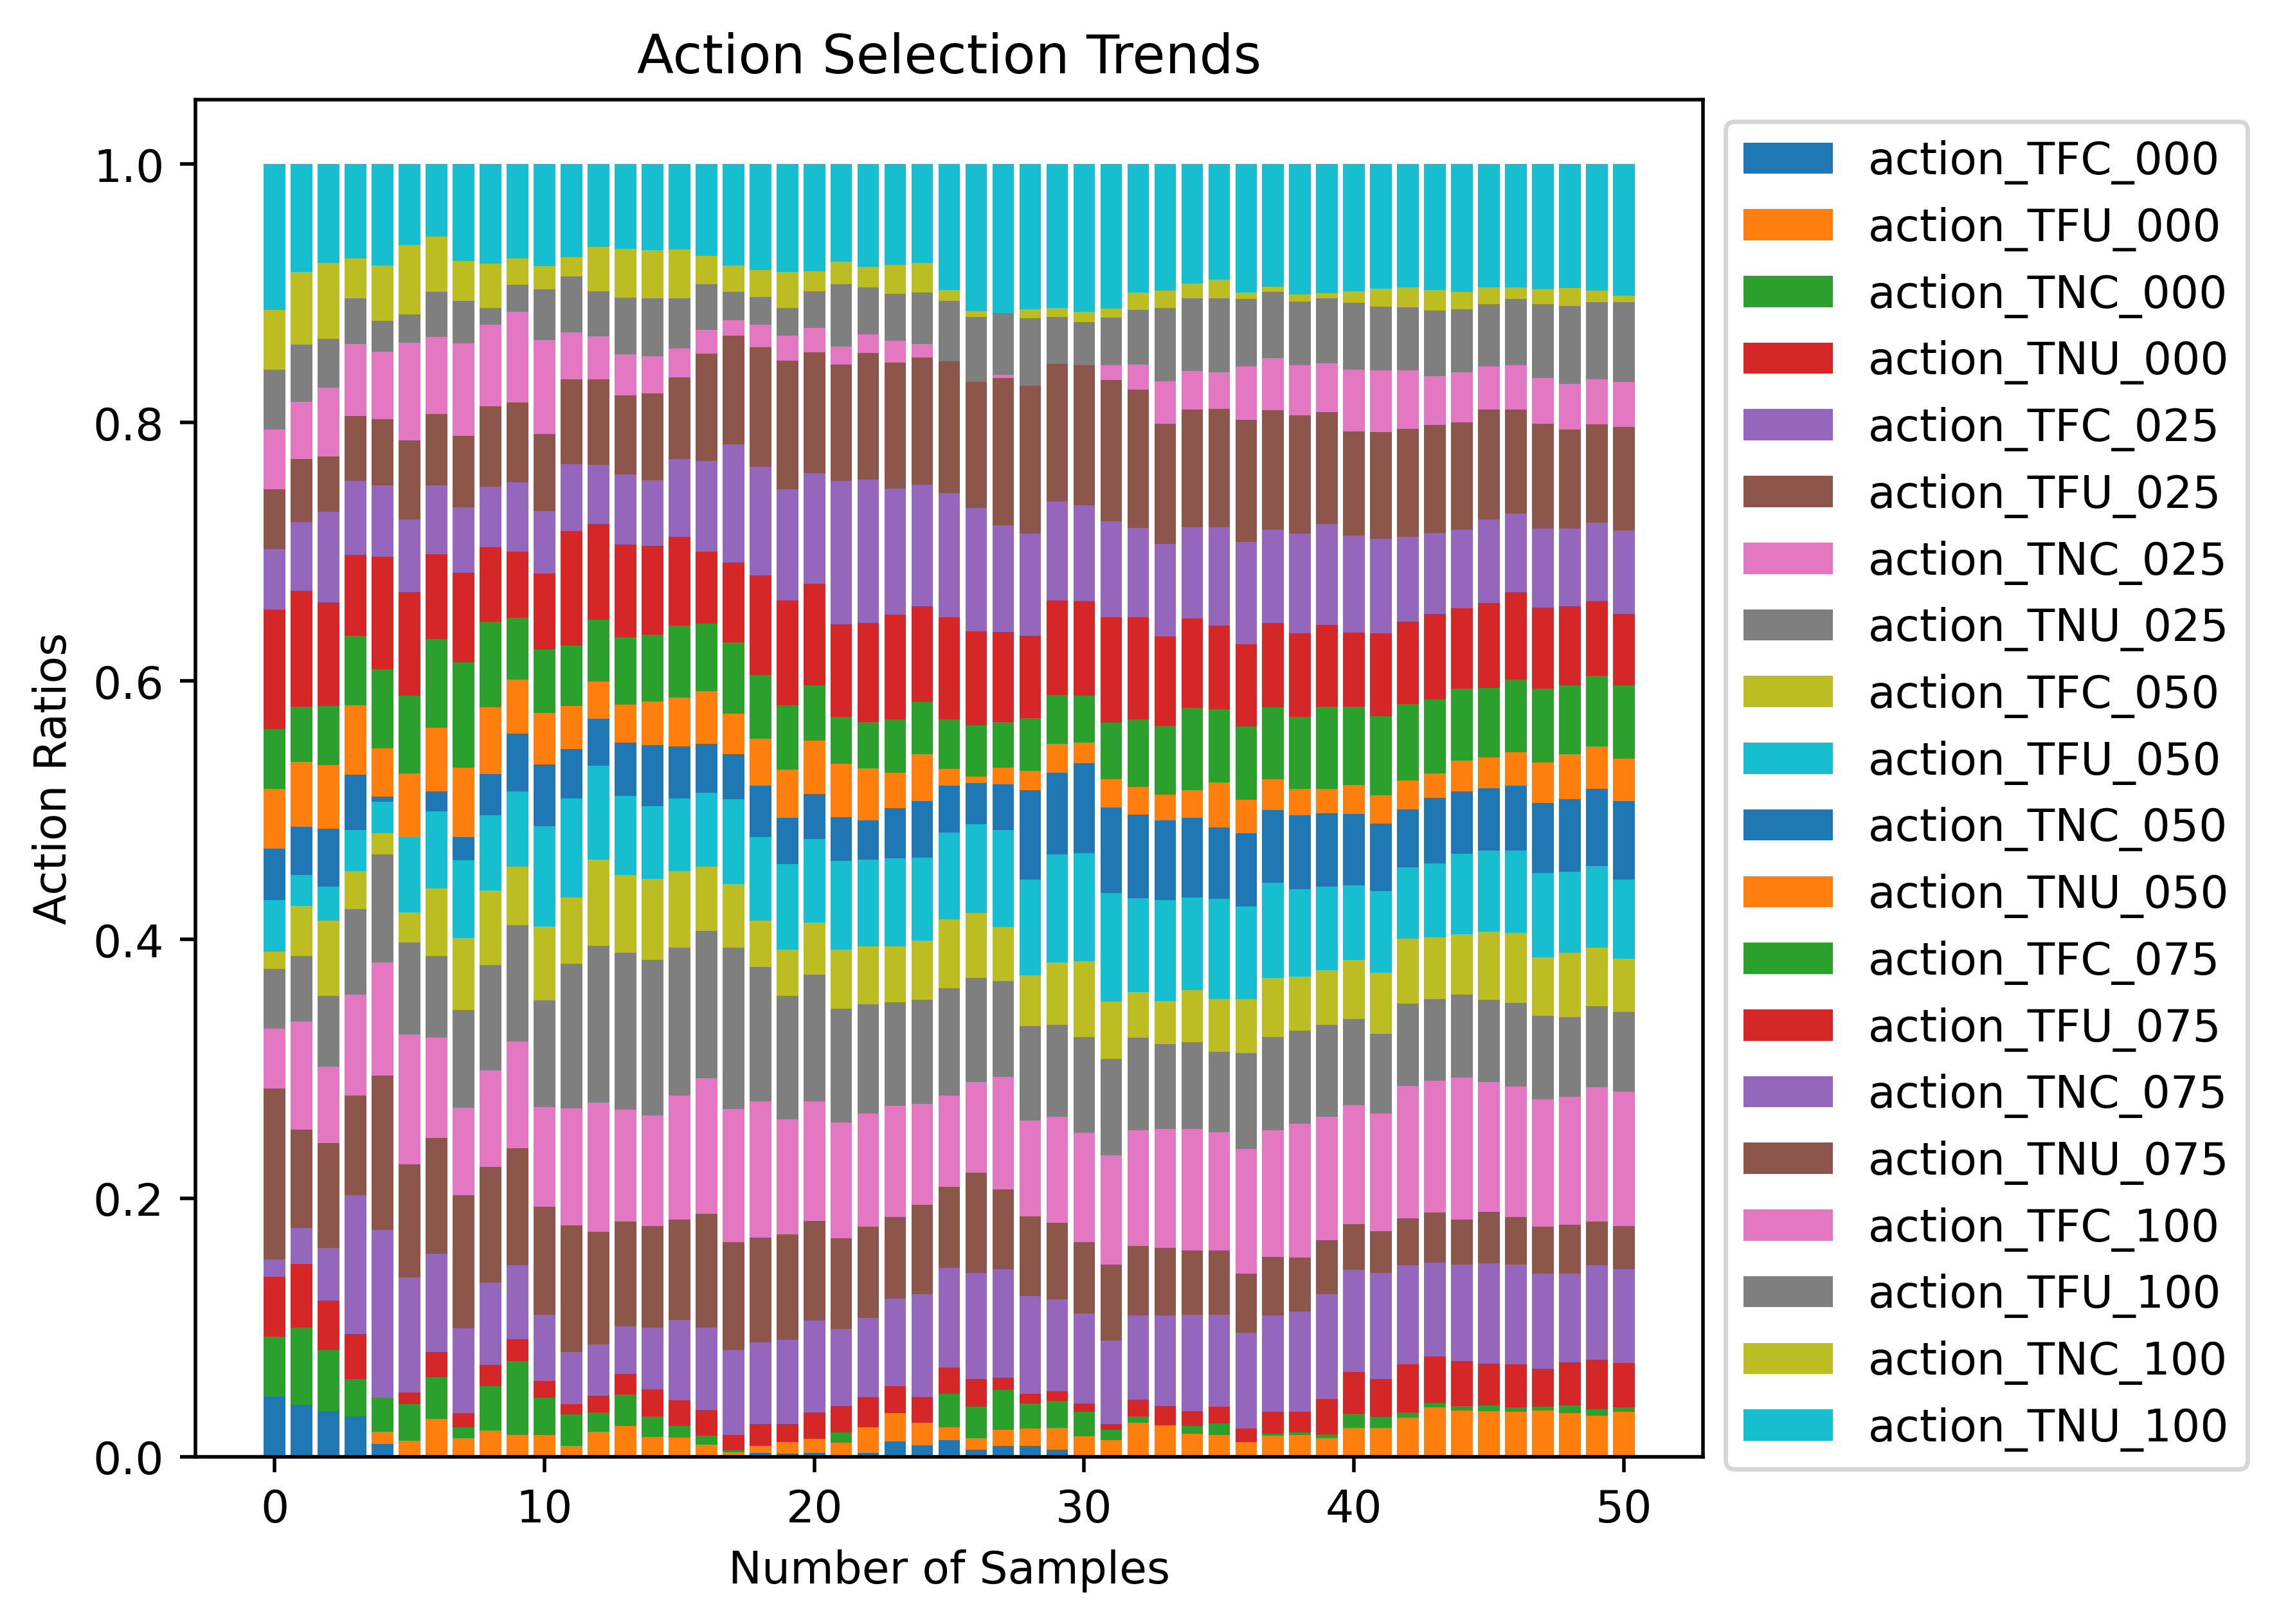 Action Selection Trends
1.0
0.8
0.6
0.4
0.2
0.0
Action Ratios
0
10
20
30
40
50
Number of Samples
action_TFC_000
action_TFU_000
action_TNC_000
action_TNU_000
action_TFC_025
action_TFU_025
action_TNC_025
action_TNU_025
action_TFC_050
action_TFU_050
action_TNC_050
action_TNU_050
action_TFC_075
action_TFU_075
action_TNC_075
action_TNU_075
action_TFC_100
action_TFU_100
action_TNC_100
action_TNU_100